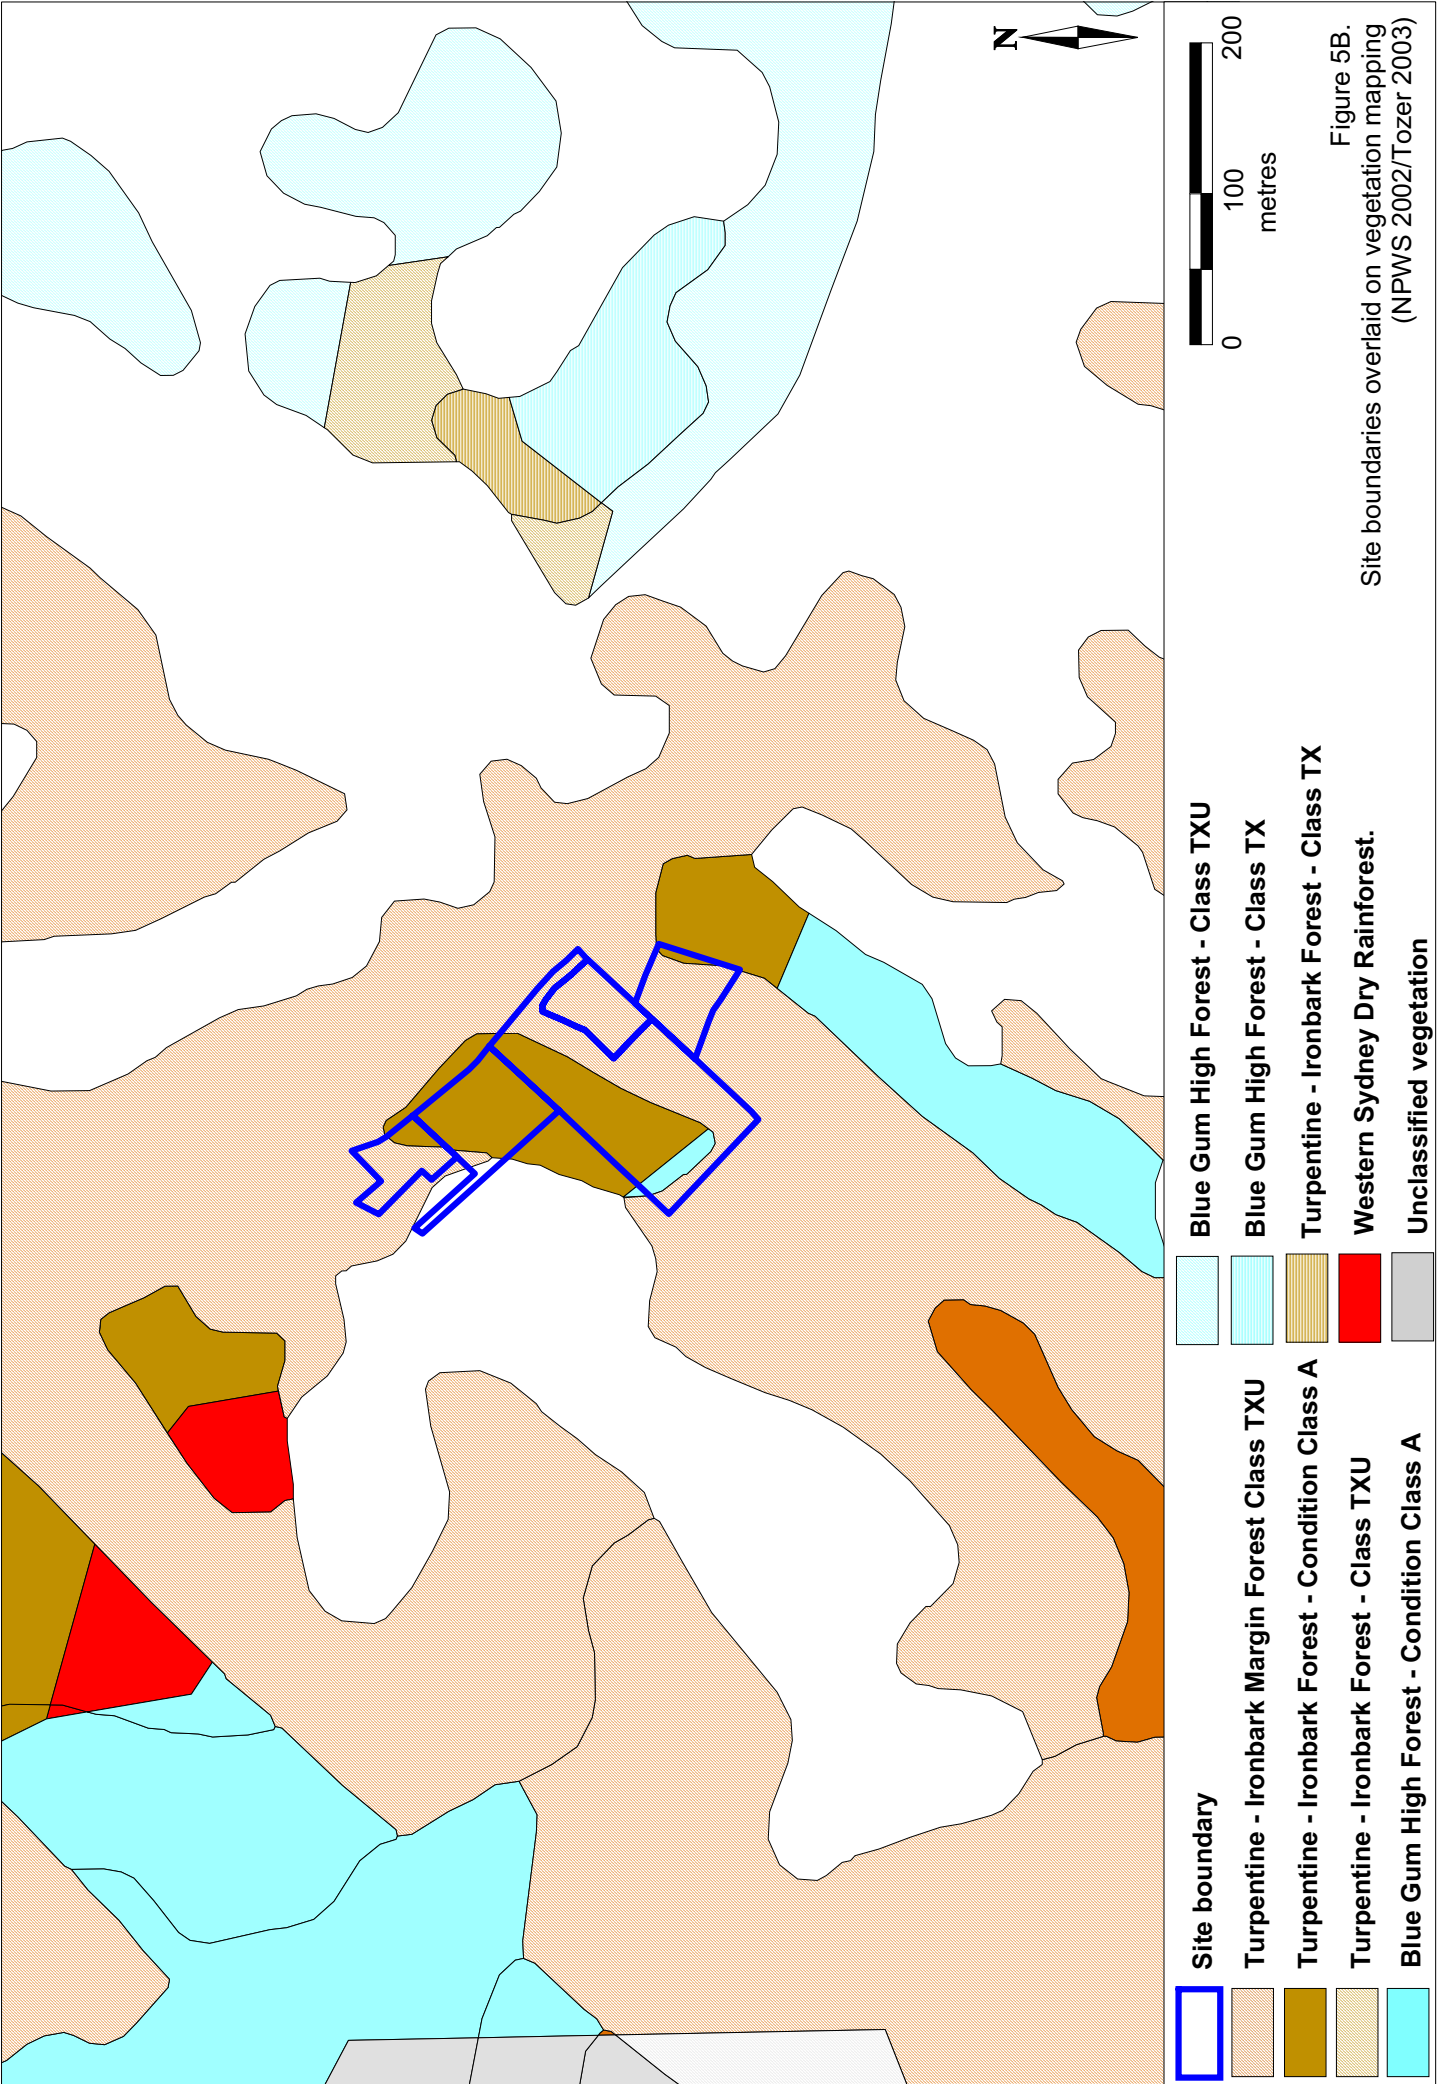 N
0 100 200
metres
Figure 5B.
Site boundaries overlaid on vegetation mapping
(NPWS 2002/Tozer 2003)
Site boundary
Turpentine - Ironbark Margin Forest Class TXU
Turpentine - Ironbark Forest - Condition Class A
Turpentine - Ironbark Forest - Class TXU
Blue Gum High Forest - Condition Class A
Blue Gum High Forest - Class TXU
Blue Gum High Forest - Class TX
Turpentine - Ironbark Forest - Class TX
Western Sydney Dry Rainforest.
Unclassified vegetation